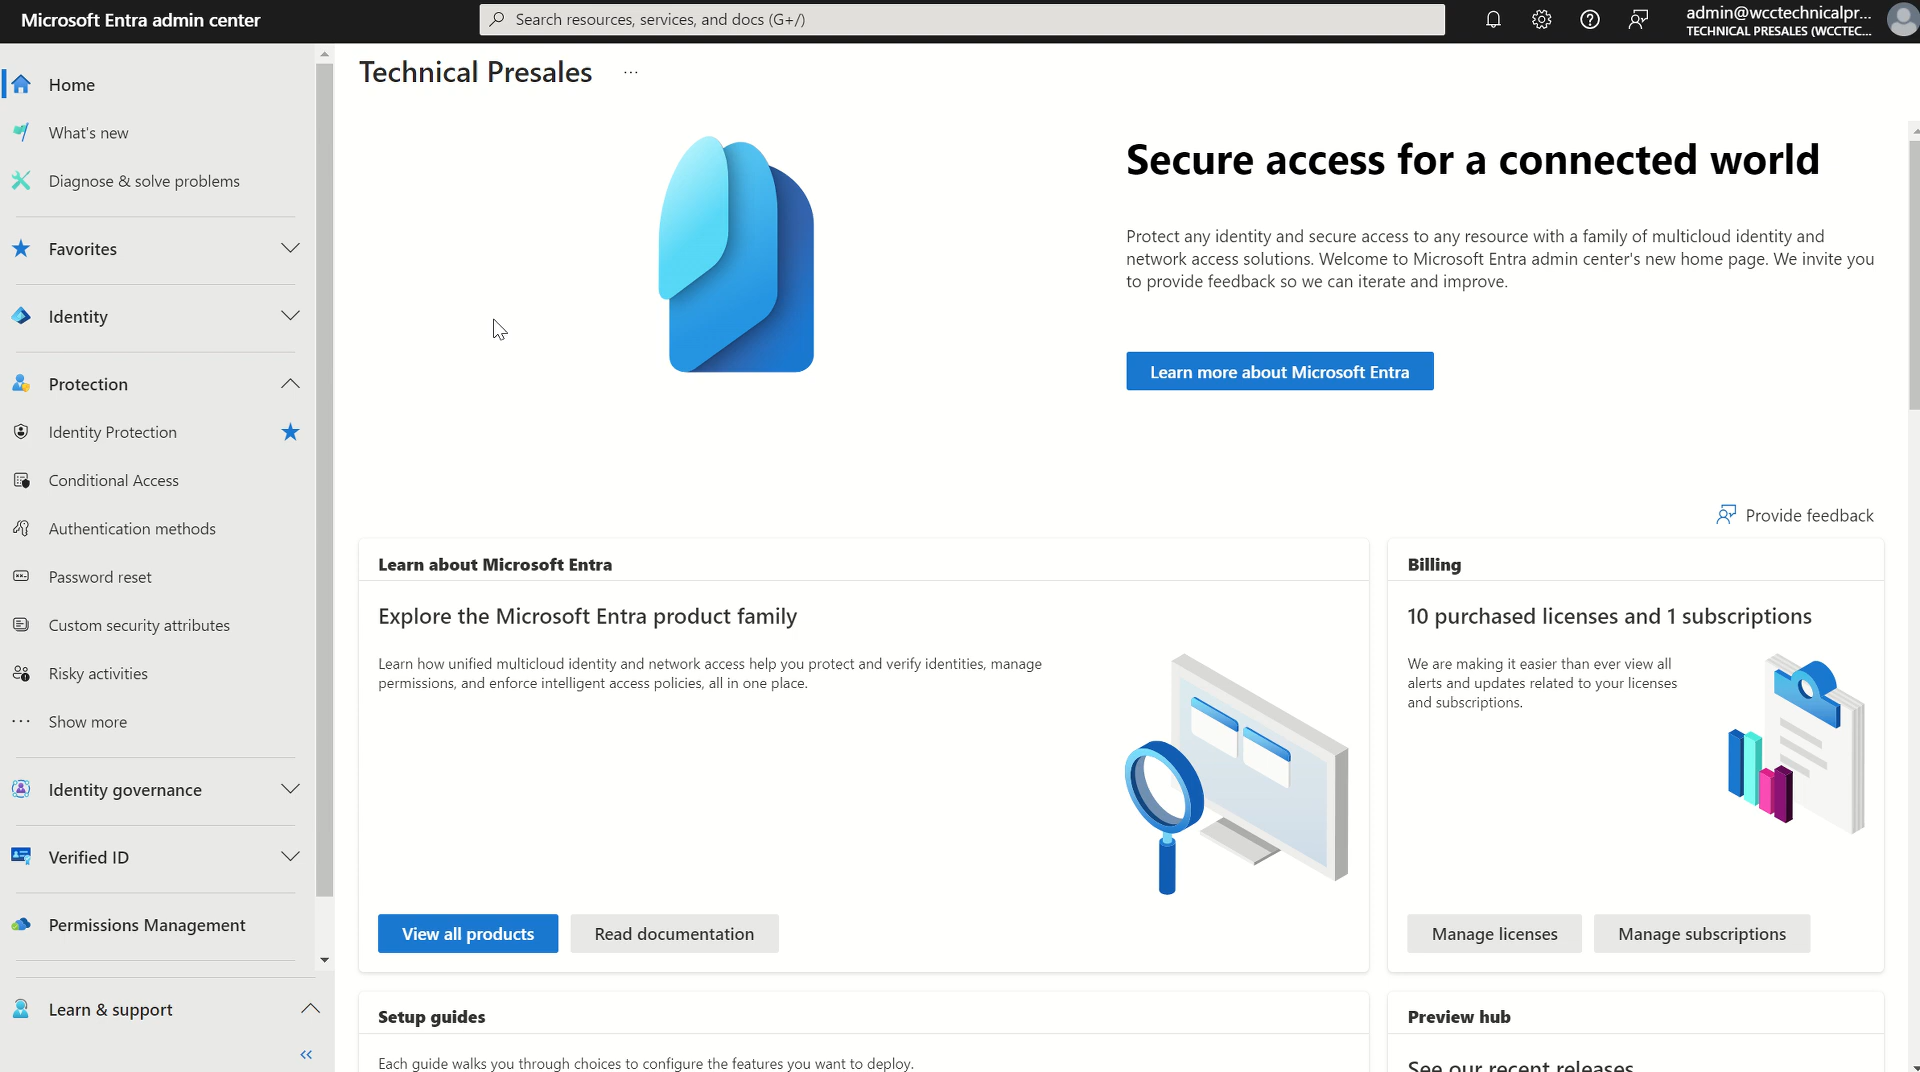 Microsoft Entra admin center
Search resources, services, and docs (G+/)
admin@wcctechnicalpr...
TECHNICAL PRESALES (WCCTEC...
Home
What's new
Diagnose & solve problems
Favorites
Identity
Protection
Identity Protection
Conditional Access
Authentication methods
Password reset
Custom security attributes
Risky activities
Show more
Identity governance
Verified ID
Permissions Management
Learn & support
Technical Presales
Secure access for a connected world
Protect any identity and secure access to any resource with a family of multicloud identity and
network access solutions. Welcome to Microsoft Entra admin center's new home page. We invite you
to provide feedback so we can iterate and improve.
Learn more about Microsoft Entra
Provide feedback
Learn about Microsoft Entra
Explore the Microsoft Entra product family
Learn how unified multicloud identity and network access help you protect and verify identities, manage
permissions, and enforce intelligent access policies, all in one place.
View all products
Read documentation
Billing
10 purchased licenses and 1 subscriptions
We are making it easier than ever view all
alerts and updates related to your licenses
and subscriptions.
Manage licenses
Manage subscriptions
Setup guides
Each guide walks you through choices to configure the features you want to deploy.
Preview hub
See our recent releases